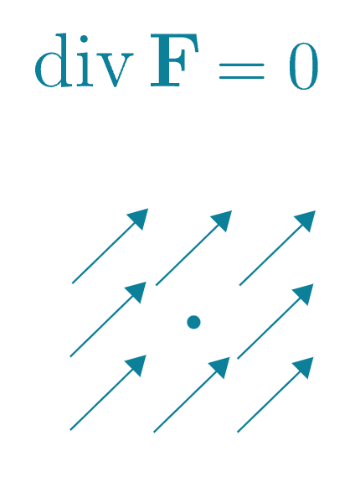 div F = 0